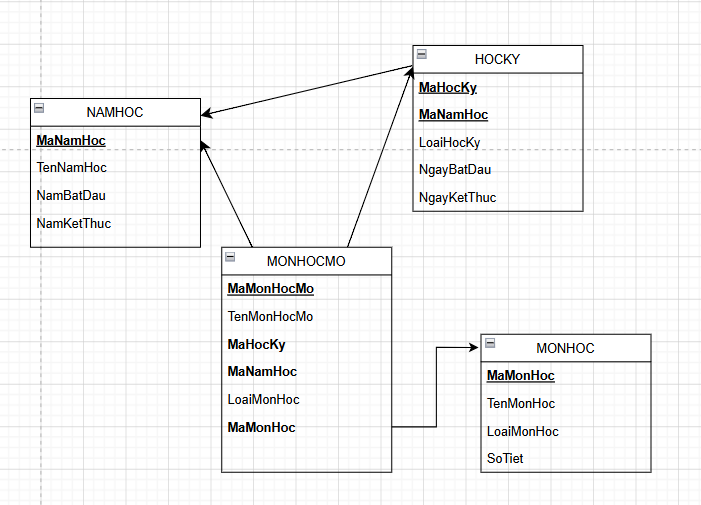 HOCKY
MaHocKy
MaNamHoc
LoaiHocKy
NgayBatDau
NgayKetThuc
NAMHOC
MaNamHoc
TenNamHoc
NamBatDau
NamKetThuc
MONHOCMO
MaMonHocMo
TenMonHocMo
MaHocKy
MaNamHoc
LoaiMonHoc
MaMonHoc
MONHOC
MaMonHoc
TenMonHoc
LoaiMonHoc
SoTiet